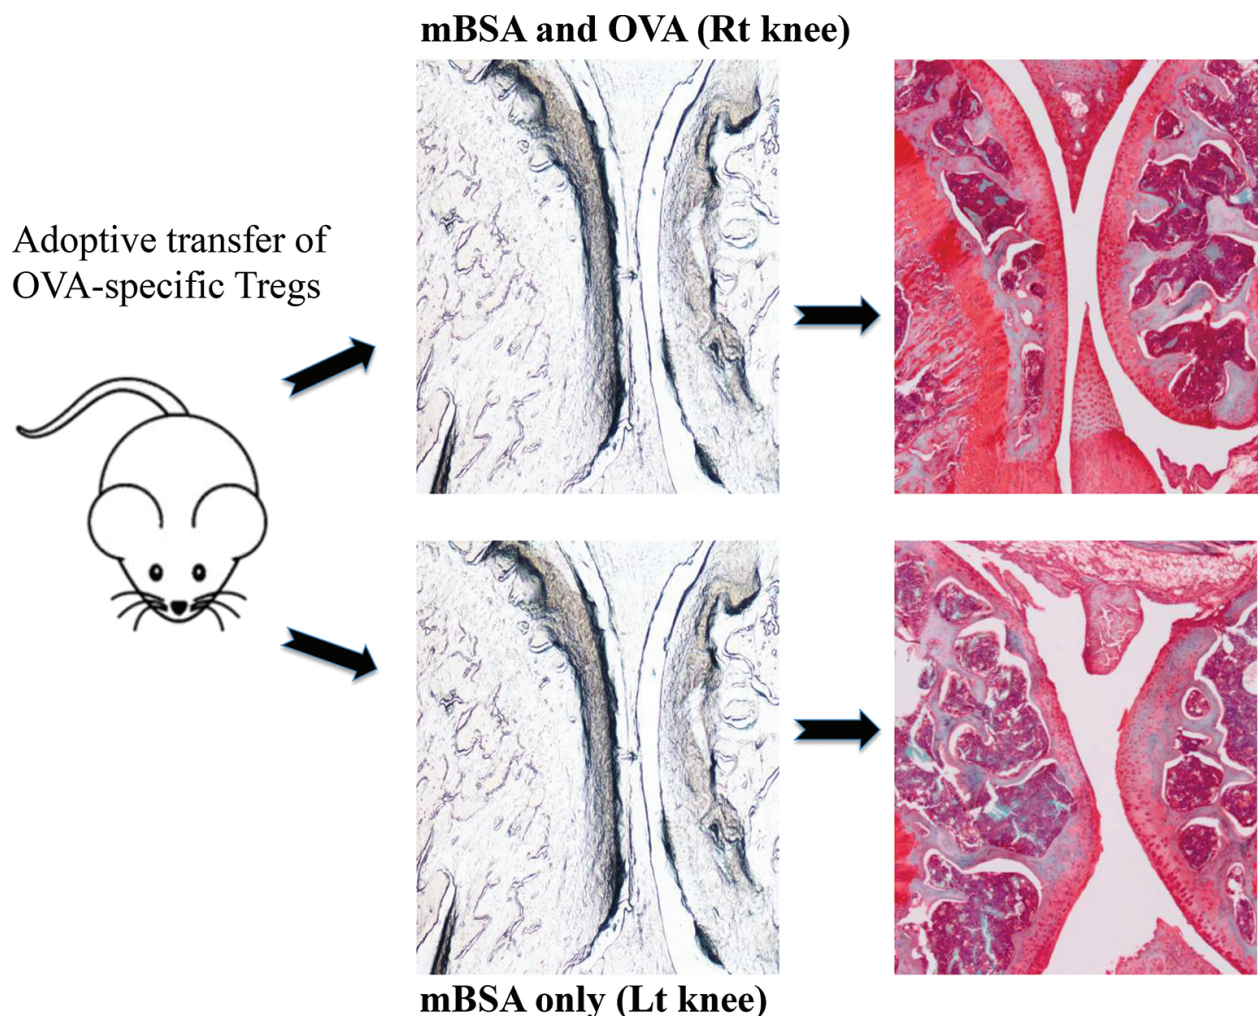 mBSA and OVA (Rt knee)
Adoptive transfer of
OVA-specific Tregs
mBSA only (Lt knee)